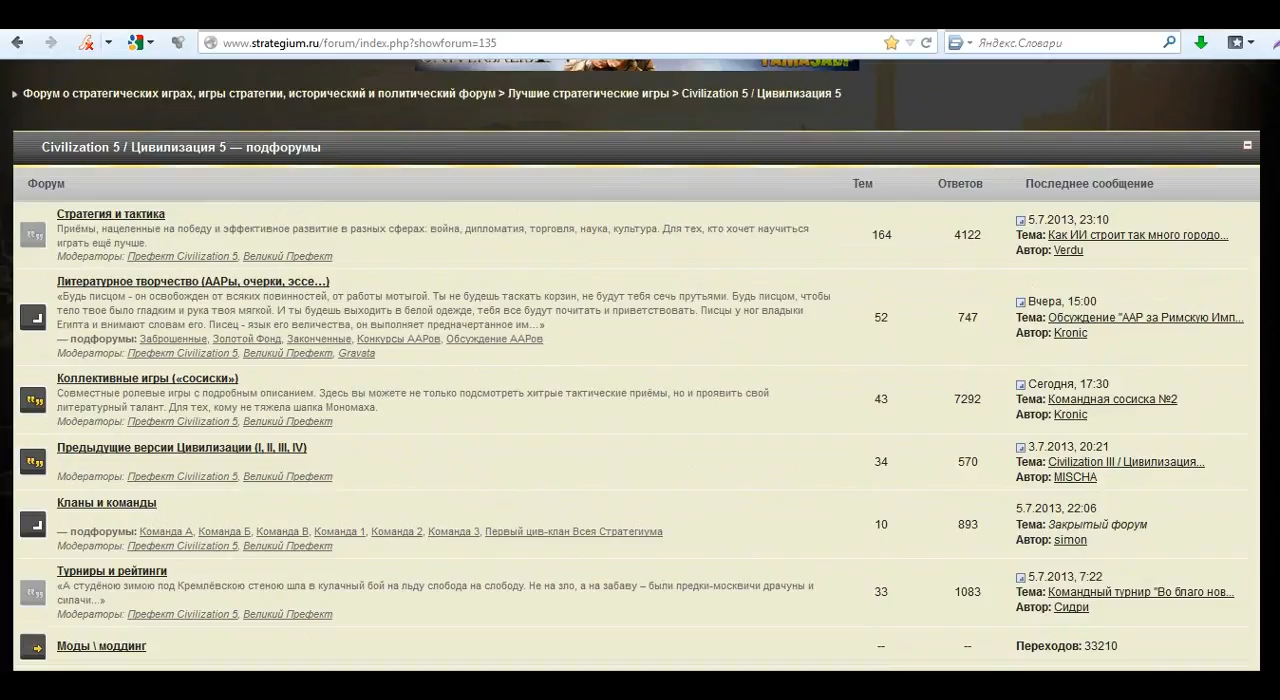 www.strategium.ru/forum/index.php?showforum=135
Яндекс.Словари
Форум о стратегических играх, игры стратегии, исторический и политический форум > Лучшие стратегические игры > Civilization 5 / Цивилизация 5
Civilization 5 / Цивилизация 5 — подфорумы
Форум Тем Ответов Последнее сообщение
Стратегия и тактика
Приёмы, нацеленные на победу и эффективное развитие в разных сферах: война, дипломатия, торговля, наука, культура. Для тех, кто хочет научиться
играть ещё лучше.
Модераторы: Префект Civilization 5, Великий Префект
164 4122
5.7.2013, 23:10
Тема: Как ИИ строит так много городо...
Автор: Verdu
Литературное творчество (ААРы, очерки, эссе...)
«Будь писцом - он освобожден от всяких повинностей, от работы мотыгой. Ты не будешь таскать корзин, не будут тебя сечь прутьями. Будь писцом, чтобы
тело твое было гладким и рука твоя мягкой. И ты будешь выходить в белой одежде, тебя все будут почитать и приветствовать. Писцы у ног владыки
Египта и внимают словам его. Писец - язык его величества, он выполняет предначертанное им...»
— подфорумы: Заброшенные, Золотой Фонд, Законченные, Конкурсы ААРов, Обсуждение ААРов
Модераторы: Префект Civilization 5, Великий Префект, Gravata
52 747
Вчера, 15:00
Тема: Обсуждение "ААР за Римскую Имп...
Автор: Kronic
Коллективные игры («сосиски»)
Совместные ролевые игры с подробным описанием. Здесь вы можете не только подсмотреть хитрые тактические приёмы, но и проявить свой
литературный талант. Для тех, кому не тяжела шапка Мономаха.
Модераторы: Префект Civilization 5, Великий Префект
43 7292
Сегодня, 17:30
Тема: Командная сосиска №2
Автор: Kronic
Предыдущие версии Цивилизации (I, II, III, IV)
Модераторы: Префект Civilization 5, Великий Префект
34 570
3.7.2013, 20:21
Тема: Civilization III / Цивилизация...
Автор: MISCHA
Кланы и команды
— подфорумы: Команда А, Команда Б, Команда В, Команда 1, Команда 2, Команда 3, Первый цив-клан Всея Стратегиума
Модераторы: Префект Civilization 5, Великий Префект
10 893
5.7.2013, 22:06
Тема: Закрытый форум
Автор: simon
Турниры и рейтинги
«А студёною зимою под Кремлёвскою стеною шла в кулачный бой на льду слобода на слободу. Не на зло, а на забаву – были предки-москвичи драчуны и
силачи...»
Модераторы: Префект Civilization 5, Великий Префект
33 1083
5.7.2013, 7:22
Тема: Командный турнир "Во благо нов...
Автор: Сидри
Моды \ моддинг -- -- Переходов: 33210